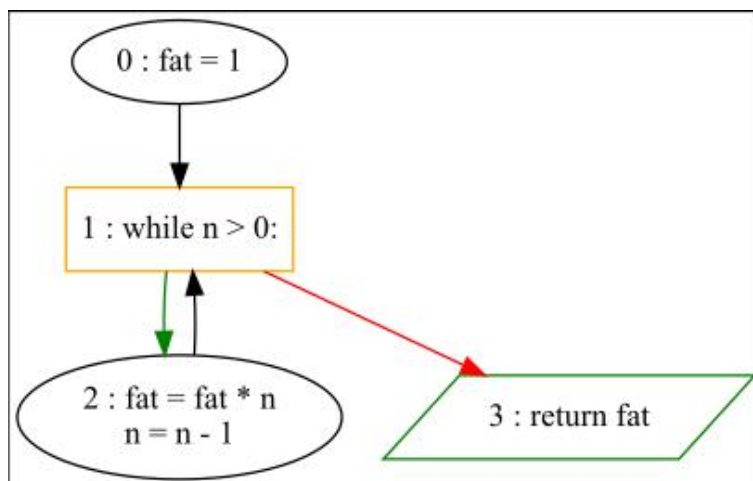 0 : fat = 1
1 : while n > 0:
2 : fat = fat * n
n = n - 1
3 : return fat